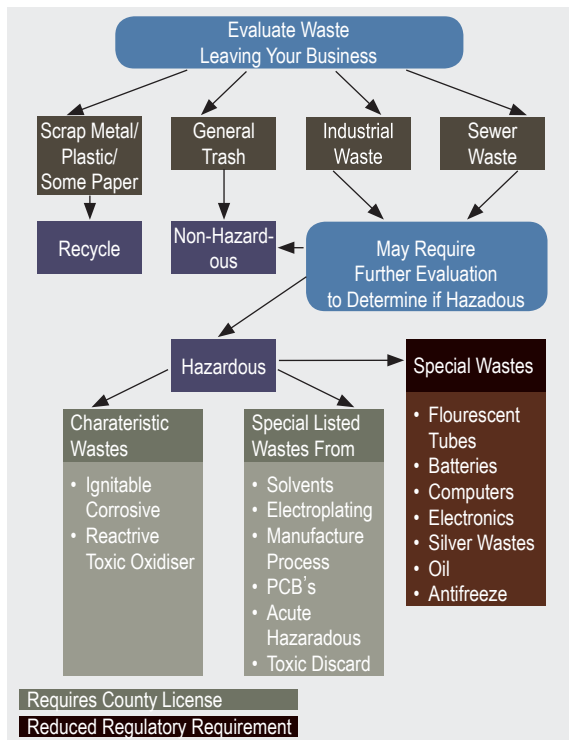 Evaluate Waste
Leaving Your Business
Scrap Metal/
Plastic/
Some Paper
General
Trash
Industrial
Waste
Sewer
Waste
Recycle
Non-Hazard-
ous
May Require
Further Evaluation
to Determine if Hazadous
Hazardous
Special Wastes
• Flourescent
Tubes
• Batteries
• Computers
• Electronics
• Silver Wastes
• Oil
• Antifreeze
Charateristic
Wastes
• Ignitable
Corrosive
• Reactrive
Toxic Oxidiser
Special Listed
Wastes From
• Solvents
• Electroplating
• Manufacture
Process
• PCB's
• Acute
Hazaradous
• Toxic Discard
Requires County License
Reduced Regulatory Requirement